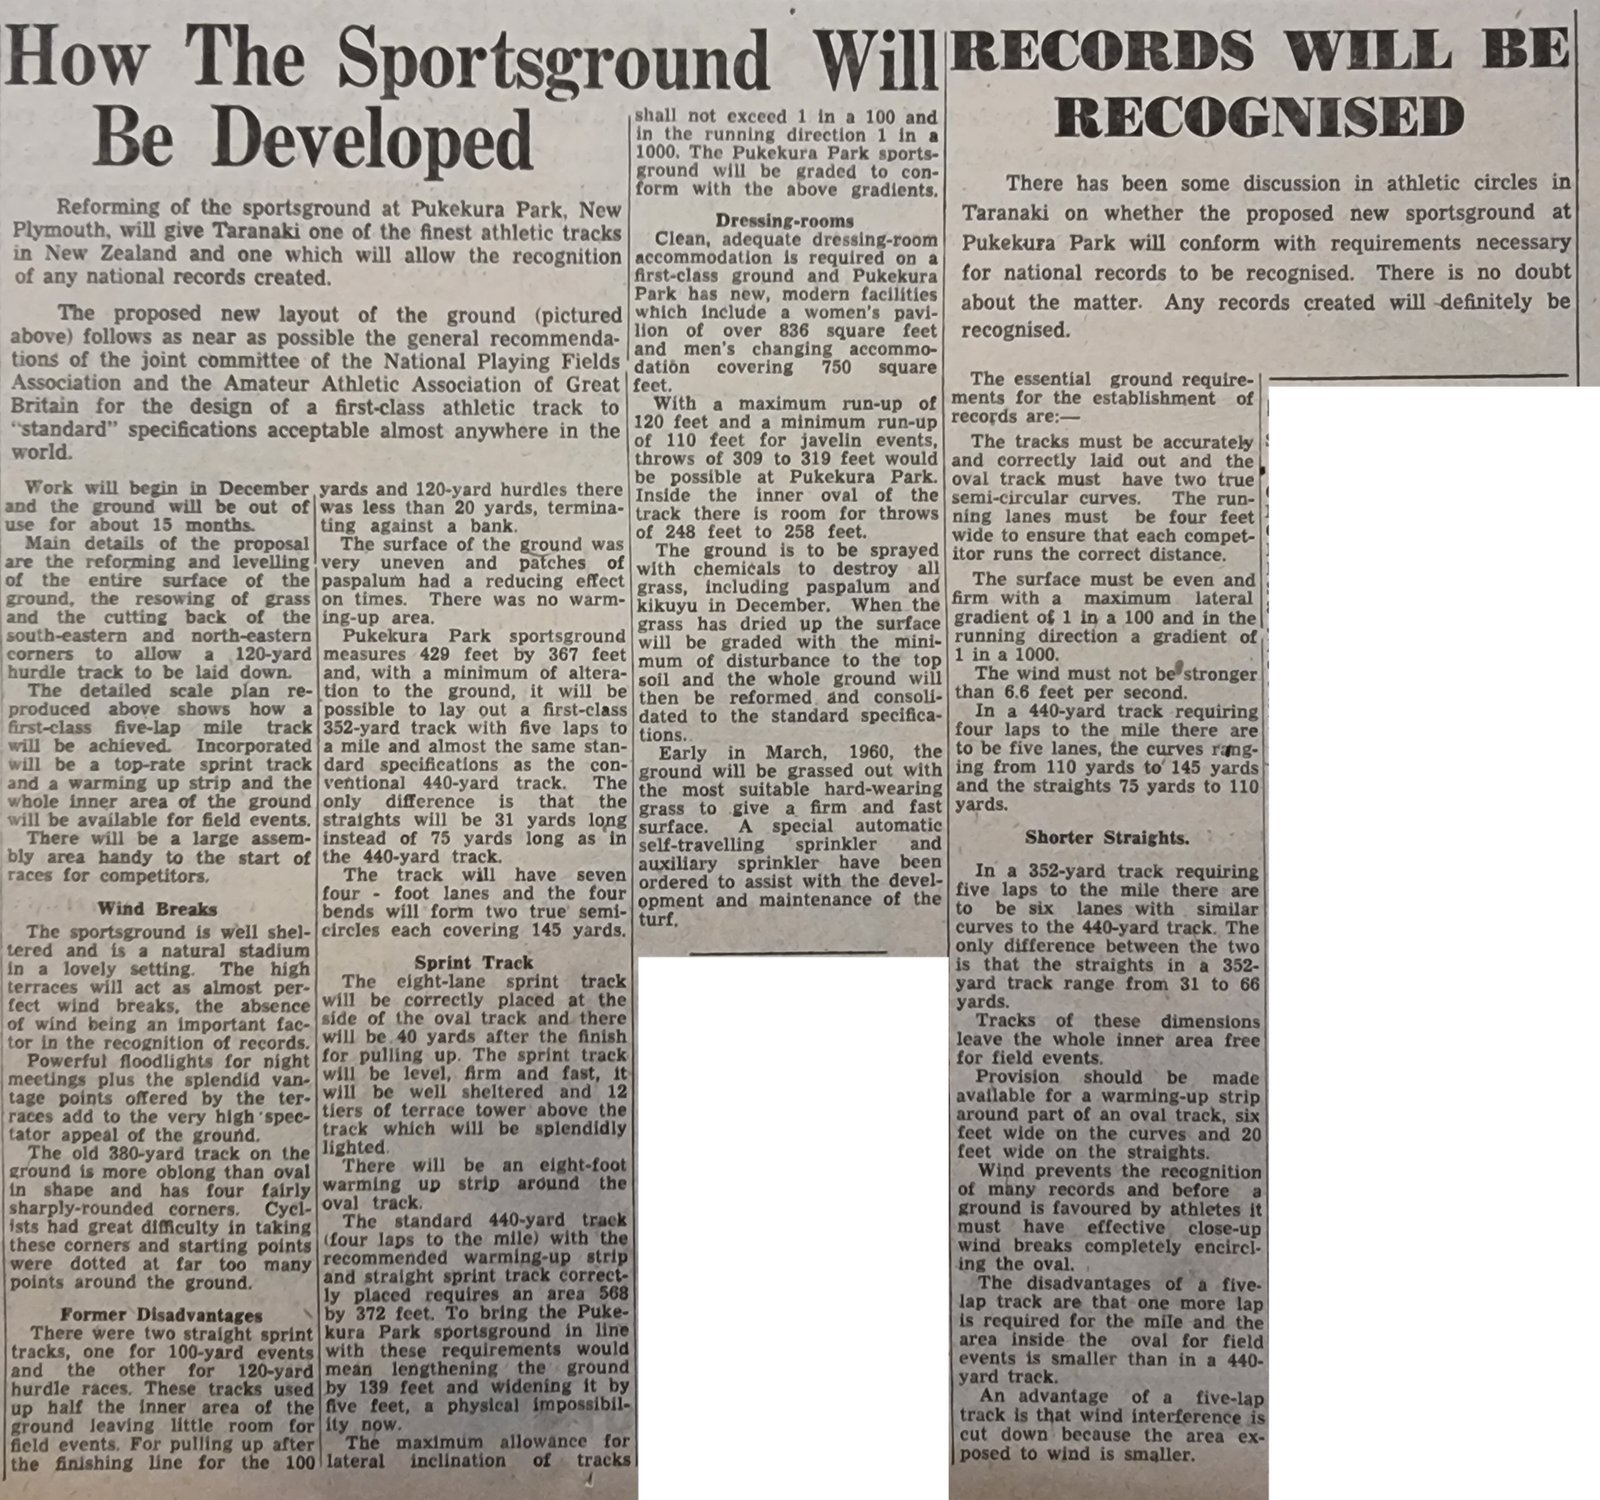 How The Sportsground Will
Be Developed
Reforming of the sportsground at Pukekura Park, New
Plymouth, will give Taranaki one of the finest athletic tracks
in New Zealand and one which will allow the recognition
of any national records created.
The proposed new layout of the ground (pictured
above) follows as near as possible the general recommenda-
tions of the joint committee of the National Playing Fields
Association and the Amateur Athletic Association of Great
Britain for the design of a first-class athletic track to
"standard" specifications acceptable almost anywhere in the
world.
Work will begin in December
and the ground will be out of
use for about 15 months.
Main details of the proposal
are the reforming and levelling
of the entire surface of the
ground, the resowing of grass
and the cutting back of the
south-eastern and north-eastern
corners to allow a 120-yard
hurdle track to be laid down.
The detailed scale plan re-
produced above shows how a
first-class five-lap mile track
will be achieved. Incorporated
will be a top-rate sprint track
and a warming up strip and the
whole inner area of the ground
will be available for field events.
There will be a large assem-
bly area handy to the start of
races for competitors.
Wind Breaks
The sportsground is well shel-
tered and is a natural stadium
in a lovely setting. The high
terraces will act as almost per-
fect wind breaks, the absence
of wind being an important fac-
tor in the recognition of records.
Powerful floodlights for night
meetings plus the splendid van-
tage points offered by the ter-
races add to the very high spec-
tator appeal of the ground.
The old 380-yard track on the
ground is more oblong than oval
in shape and has four fairly
sharply-rounded corners. Cycl-
ists had great difficulty in taking
these corners and starting points
were dotted at far too many
points around the ground.
Former Disadvantages
There were two straight sprint
tracks, one for 100-yard events
and the other for 120-yard
hurdle races. These tracks used
up half the inner area of the
ground leaving little room for
field events. For pulling up after
the finishing line for the 100
yards and 120-yard hurdles there
was less than 20 yards, termina-
ting against a bank.
The surface of the ground was
very uneven and patches of
paspalum had a reducing effect
on times. There was no warm-
ing-up area.
Pukekura Park sportsground
measures 429 feet by 367 feet
and, with a minimum of altera-
tion to the ground, it will be
possible to lay out a first-class
352-yard track with five laps to
a mile and almost the same stan-
dard specifications as the con-
ventional 440-yard track. The
only difference is that the
straights will be 31 yards long
instead of 75 yards long as in
the 440-yard track.
The track will have seven
four - foot lanes and the four
bends will form two true semi-
circles each covering 145 yards.
Sprint Track
The eight-lane sprint track
will be correctly placed at the
side of the oval track and there
will be 40 yards after the finish
for pulling up. The sprint track
will be level, firm and fast, it
will be well sheltered and 12
tiers of terrace tower above the
track which will be splendidly
lighted.
There will be an eight-foot
warming up strip around the
oval track.
The standard 440-yard track
(four laps to the mile) with the
recommended warming-up strip
and straight sprint track correct-
ly placed requires an area 568
by 372 feet. To bring the Puke-
kura Park sportsground in line
with these requirements would
mean lengthening the ground
by 139 feet and widening it by
five feet, a physical impossibil-
ity now.
The maximum allowance for
lateral inclination of tracks
shall not exceed 1 in a 100 and
in the running direction 1 in a
1000. The Pukekura Park sports-
ground will be graded to con-
form with the above gradients.
Dressing-rooms
Clean, adequate dressing-room
accommodation is required on a
first-class ground and Pukekura
Park has new, modern facilities
which include a women's pavi-
lion of over 836 square feet
and men's changing accommo-
dation covering 750 square
feet.
With a maximum run-up of
120 feet and a minimum run-up
of 110 feet for javelin events,
throws of 309 to 319 feet would
be possible at Pukekura Park.
Inside the inner oval of the
track there is room for throws
of 248 feet to 258 feet.
The ground is to be sprayed
with chemicals to destroy all
grass, including paspalum and
kikuyu in December. When the
grass has dried up the surface
will be graded with the mini-
mum of disturbance to the top
soil and the whole ground will
then be reformed and consoli-
dated to the standard specifica-
tions.
Early in March, 1960, the
ground will be grassed out with
the most suitable hard-wearing
grass to give a firm and fast
surface. A special automatic
self-travelling sprinkler and
auxiliary sprinkler have been
ordered to assist with the devel-
opment and maintenance of the
turf.
RECORDS WILL BE
RECOGNISED
There has been some discussion in athletic circles in
Taranaki on whether the proposed new sportsground at
Pukekura Park will conform with requirements necessary
for national records to be recognised. There is no doubt
about the matter. Any records created will definitely be
recognised.
The essential ground require-
ments for the establishment of
records are:—
The tracks must be accurately
and correctly laid out and the
oval track must have two true
semi-circular curves. The run-
ning lanes must be four feet
wide to ensure that each compet-
itor runs the correct distance.
The surface must be even and
firm with a maximum lateral
gradient of 1 in a 100 and in the
running direction a gradient of
1 in a 1000.
The wind must not be stronger
than 6.6 feet per second.
In a 440-yard track requiring
four laps to the mile there are
to be five lanes, the curves rang-
ing from 110 yards to 145 yards
and the straights 75 yards to 110
yards.
Shorter Straights.
In a 352-yard track requiring
five laps to the mile there are
to be six lanes with similar
curves to the 440-yard track. The
only difference between the two
is that the straights in a 352-
yard track range from 31 to 66
yards.
Tracks of these dimensions
leave the whole inner area free
for field events.
Provision should be made
available for a warming-up strip
around part of an oval track, six
feet wide on the curves and 20
feet wide on the straights.
Wind prevents the recognition
of many records and before a
ground is favoured by athletes it
must have effective close-up
wind breaks completely encircl-
ing the oval.
The disadvantages of a five-
lap track are that one more lap
is required for the mile and the
area inside the oval for field
events is smaller than in a 440-
yard track.
An advantage of a five-lap
track is that wind interference is
cut down because the area ex-
posed to wind is smaller.